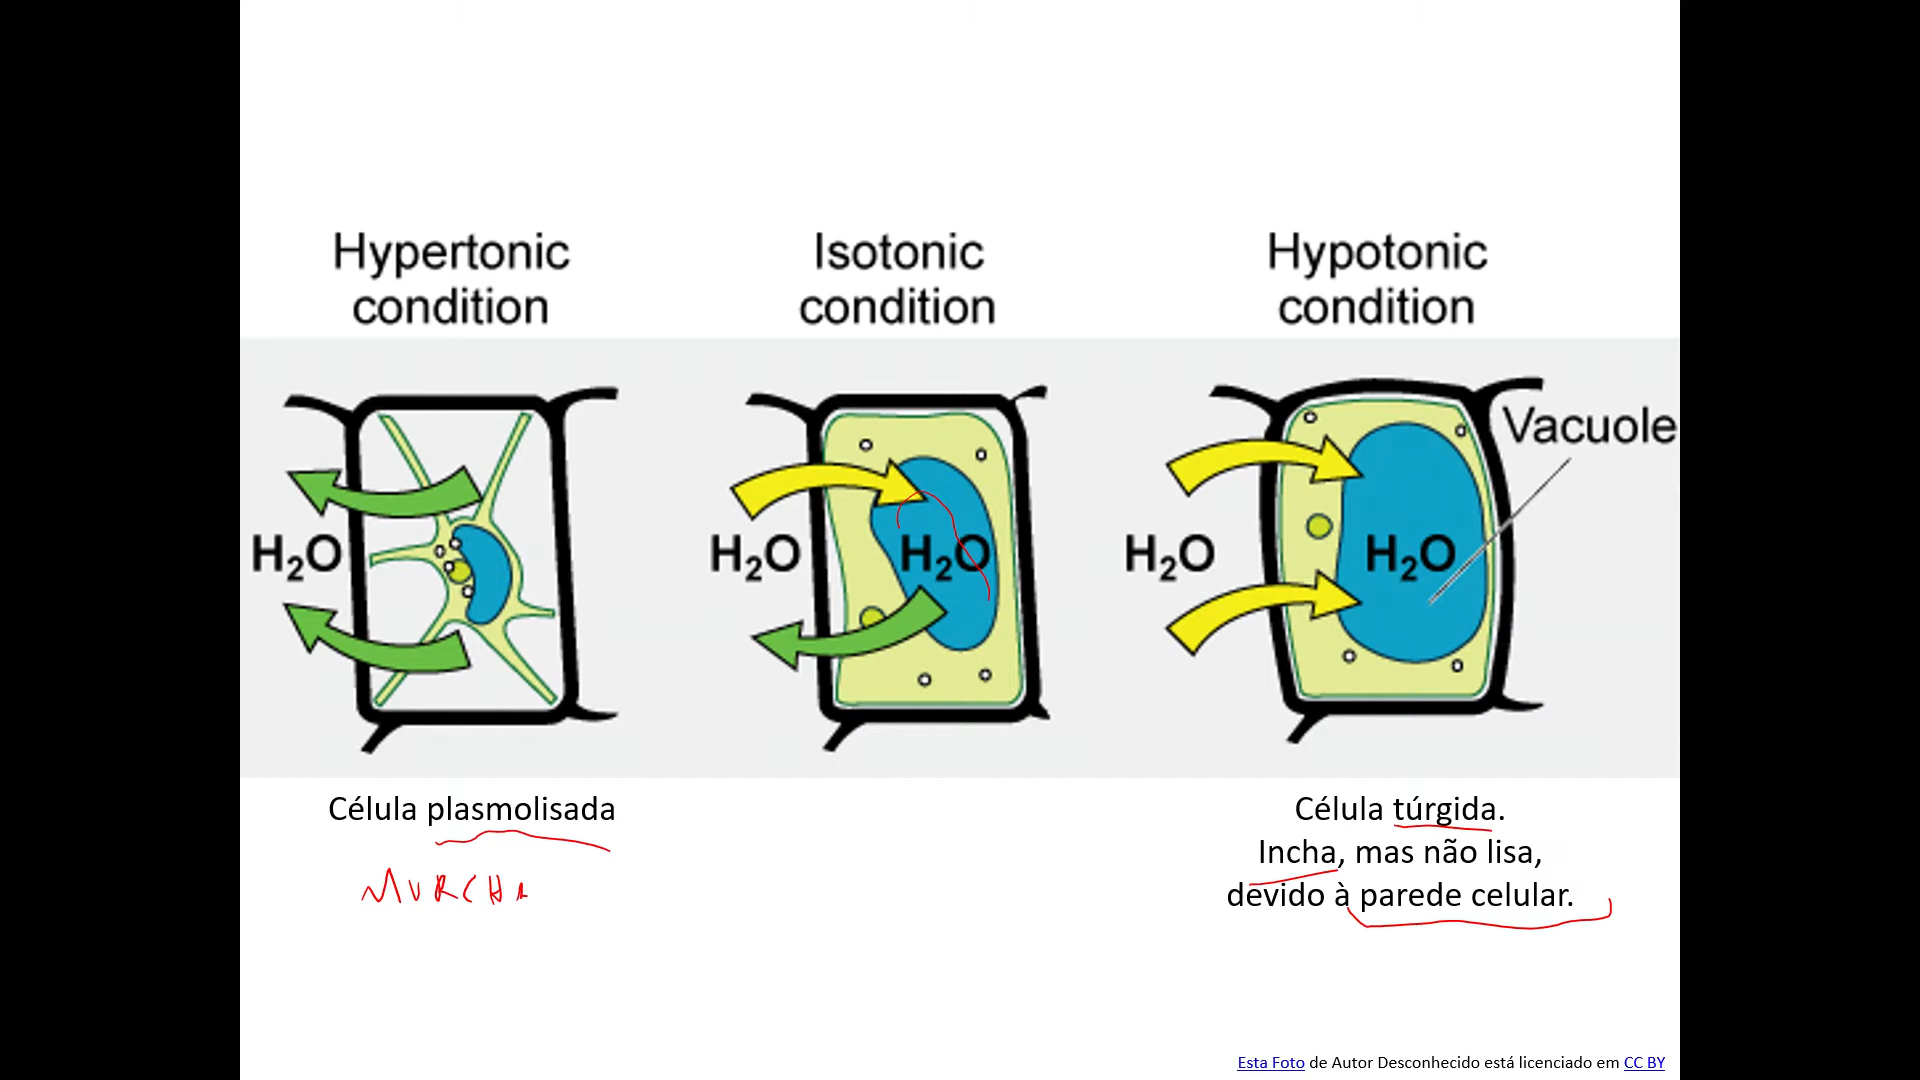 Hypertonic
condition
Isotonic
condition
Hypotonic
condition
Vacuole
H₂O
H₂O
H₂O
H₂O
H₂O
Célula plasmolisada
MURCHA
Célula túrgida.
Incha, mas não lisa,
devido à parede celular.
Esta Foto de Autor Desconhecido está licenciado em CC BY